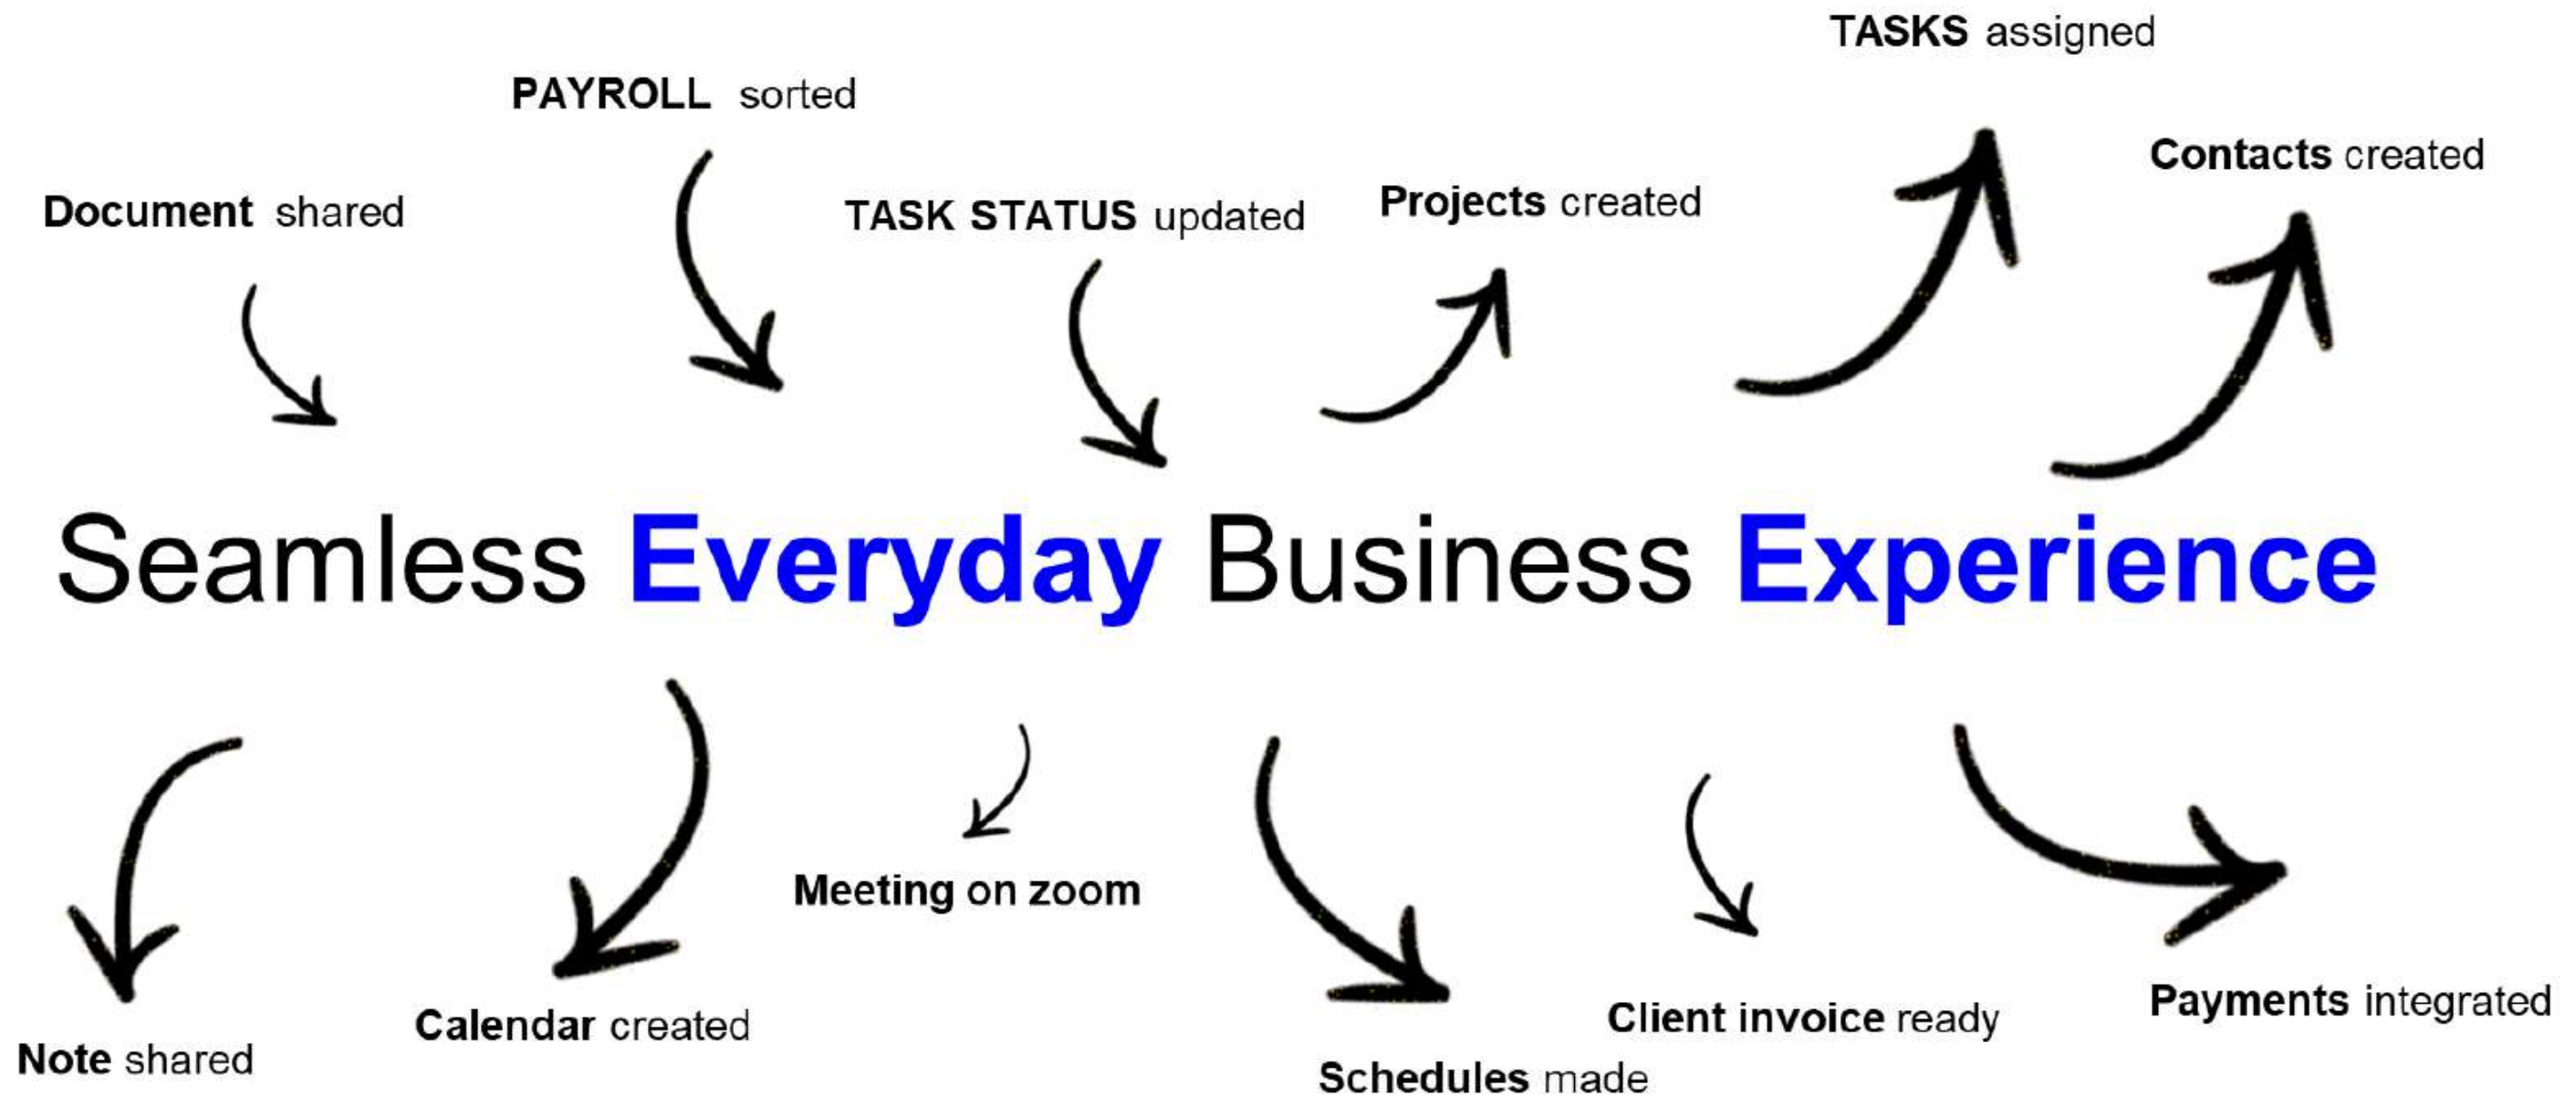 TASKS assigned
PAYROLL sorted
Contacts created
Document shared
TASK STATUS updated
Projects created
Seamless Everyday Business Experience
Meeting on zoom
Note shared
Calendar created
Schedules made
Client invoice ready
Payments integrated